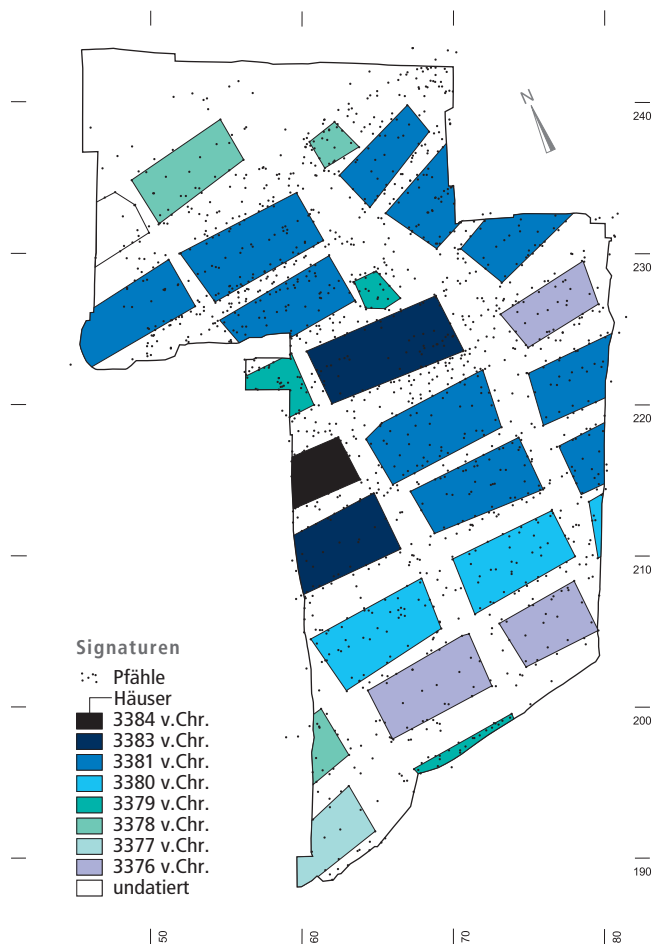 N
240
230
220
210
200
190
Signaturen
Pfähle
Häuser
3384 v.Chr.
3383 v.Chr.
3381 v.Chr.
3380 v.Chr.
3379 v.Chr.
3378 v.Chr.
3377 v.Chr.
3376 v.Chr.
undatiert
50
60
70
80